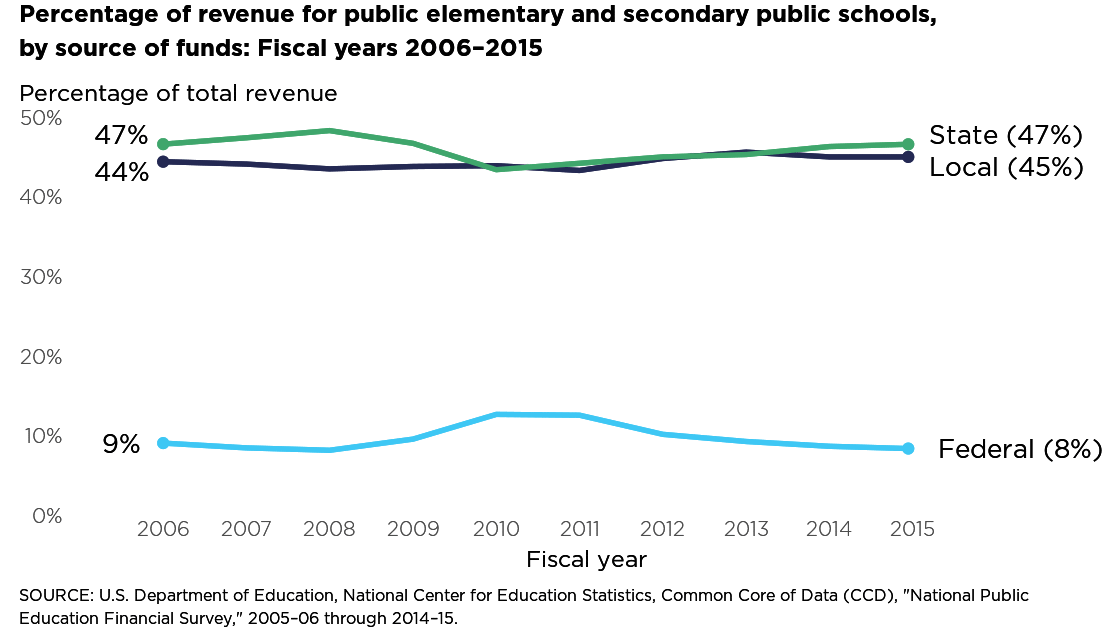 Percentage of revenue for public elementary and secondary public schools,
by source of funds: Fiscal years 2006–2015
Percentage of total revenue
50%
47%
State (47%)
44%
Local (45%)
40%
30%
20%
10%
9%
Federal (8%)
0%
2006 2007 2008 2009 2010 2011 2012 2013 2014 2015
Fiscal year
SOURCE: U.S. Department of Education, National Center for Education Statistics, Common Core of Data (CCD), "National Public
Education Financial Survey," 2005–06 through 2014–15.